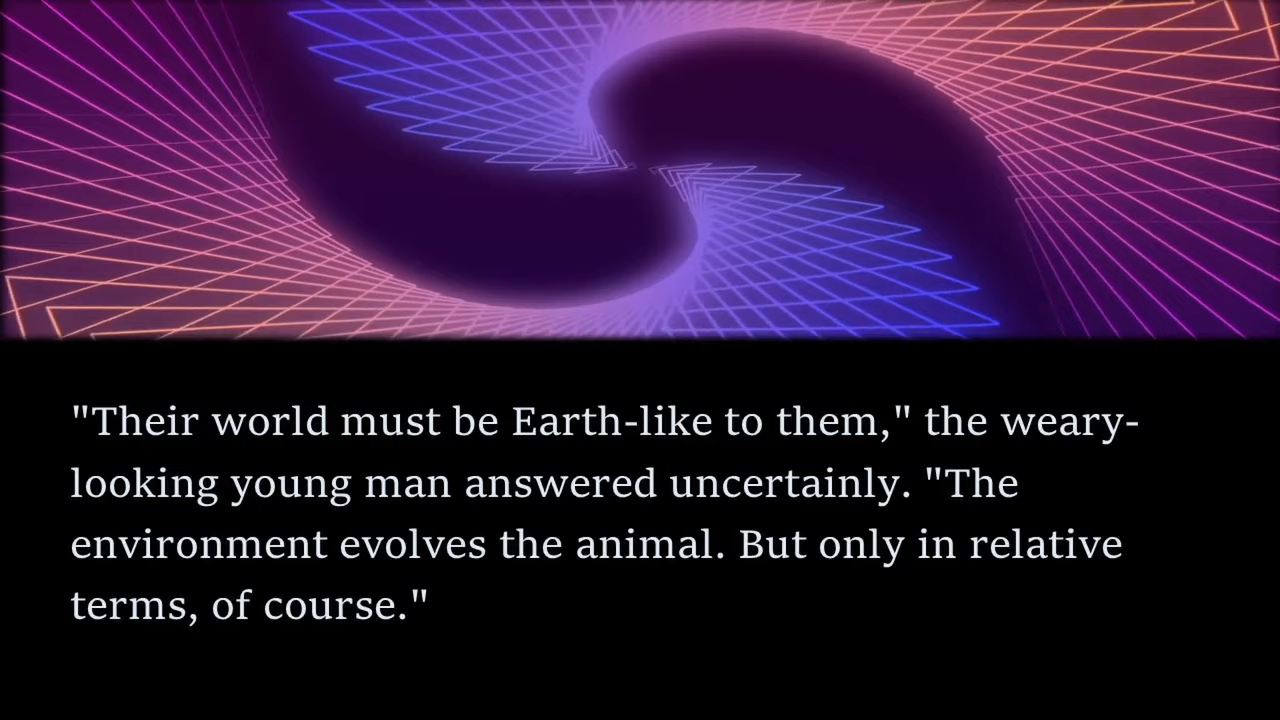 "Their world must be Earth-like to them," the weary-
looking young man answered uncertainly. "The
environment evolves the animal. But only in relative
terms, of course."